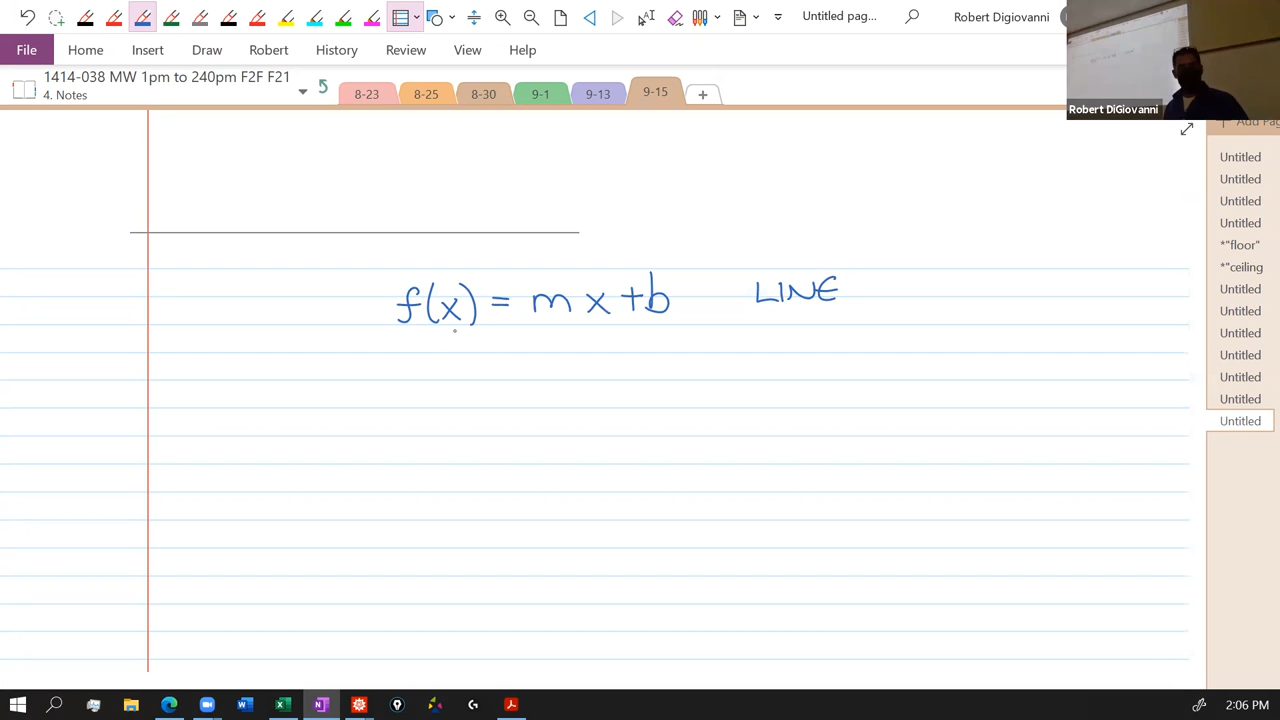 Untitled pag...
Robert Digiovanni
File
Home
Insert
Draw
Robert
History
Review
View
Help
1414-038 MW 1pm to 240pm F2F F21
4. Notes
8-23
8-25
8-30
9-1
9-13
9-15
Robert DiGiovanni
Add Pag
Untitled
Untitled
Untitled
Untitled
*"floor"
*"ceiling
Untitled
Untitled
Untitled
Untitled
Untitled
Untitled
Untitled
f(x) = mx+b LINE
2:06 PM